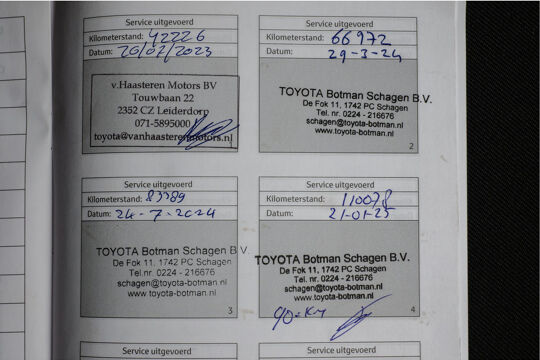 Service uitgevoerd
Kilometerstand: 42226
Datum: 20/07/2023
v.Haasteren Motors BV
Touwbaan 22
2352 CZ Leiderdorp
071-5895000
toyota@vanhaasterenmotors.nl
1
Service uitgevoerd
Kilometerstand: 66972
Datum: 29-3-24
TOYOTA Botman Schagen B.V.
De Fok 11, 1742 PC Schagen
Tel. nr. 0224 - 216676
schagen@toyota-botman.nl
www.toyota-botman.nl
2
Service uitgevoerd
Kilometerstand: 83389
Datum: 24-7-2024
TOYOTA Botman Schagen B.V.
De Fok 11, 1742 PC Schagen
Tel. nr. 0224 - 216676
schagen@toyota-botman.nl
www.toyota-botman.nl
3
Service uitgevoerd
Kilometerstand: 110078
Datum: 21-01-25
TOYOTA Botman Schagen B.V.
De Fok 11, 1742 PC Schagen
Tel. nr. 0224 - 216676
schagen@toyota-botman.nl
www.toyota-botman.nl
4
Service uitgevoerd
Service uitgevoerd